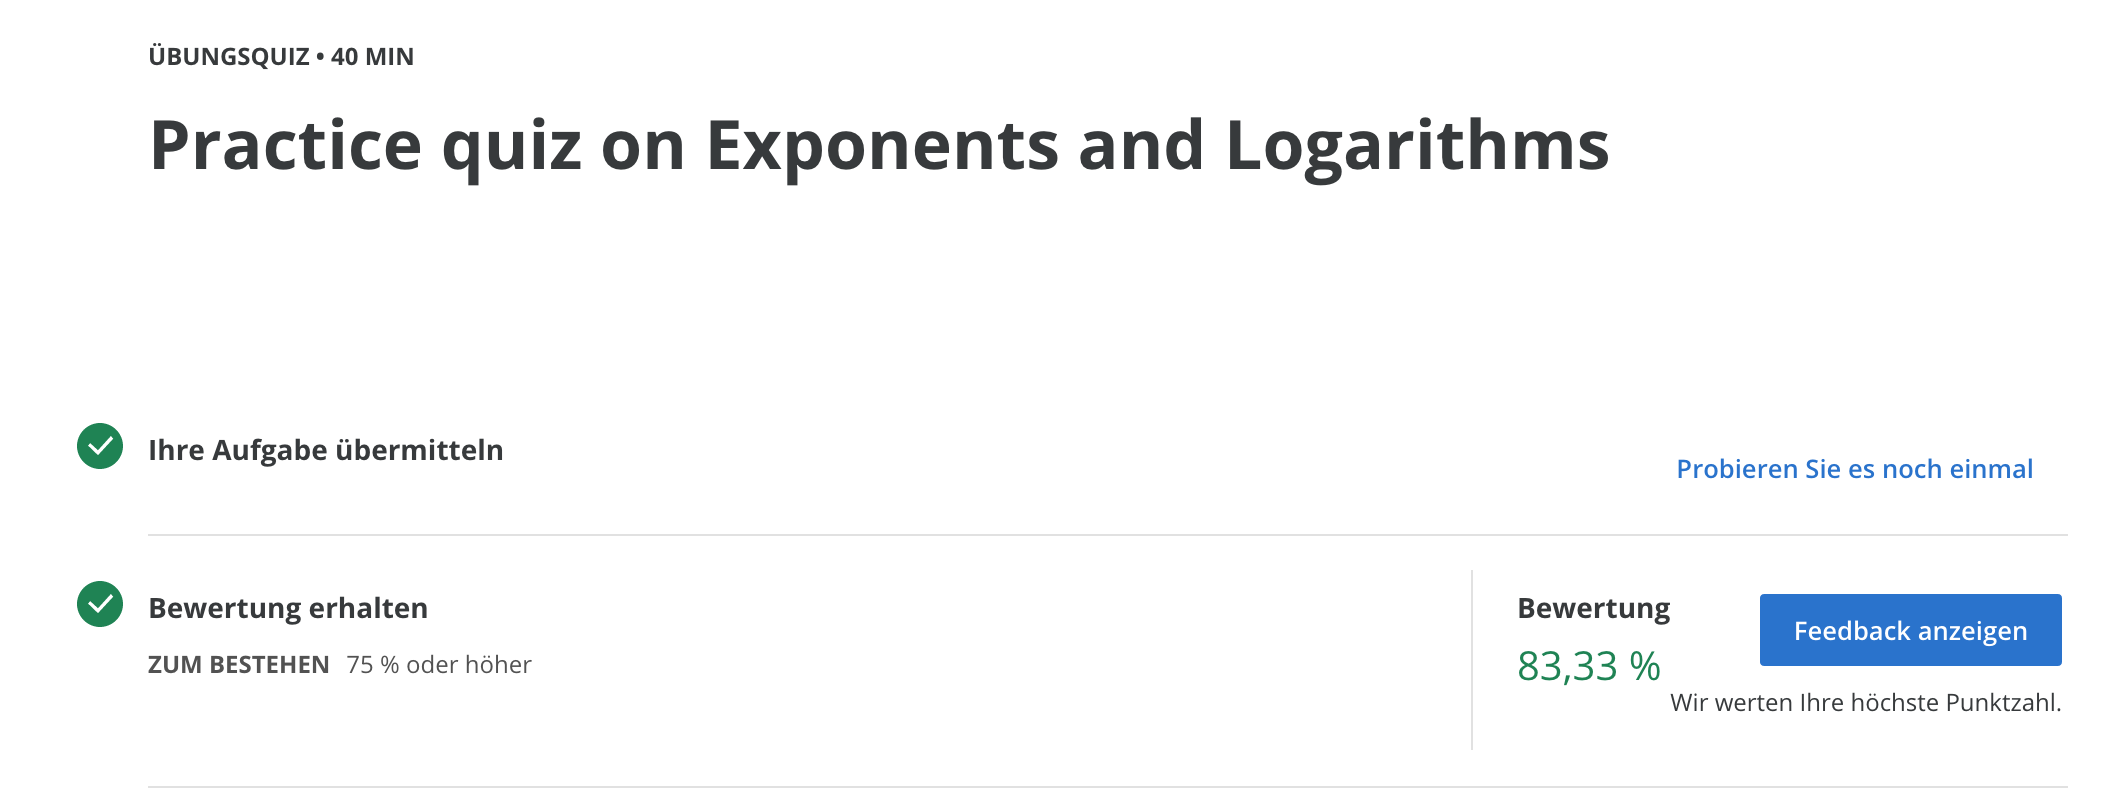 ÜBUNGSQUIZ • 40 MIN
Practice quiz on Exponents and Logarithms
Ihre Aufgabe übermitteln
Probieren Sie es noch einmal
Bewertung erhalten
ZUM BESTEHEN 75 % oder höher
Bewertung
83,33 %
Feedback anzeigen
Wir werten Ihre höchste Punktzahl.